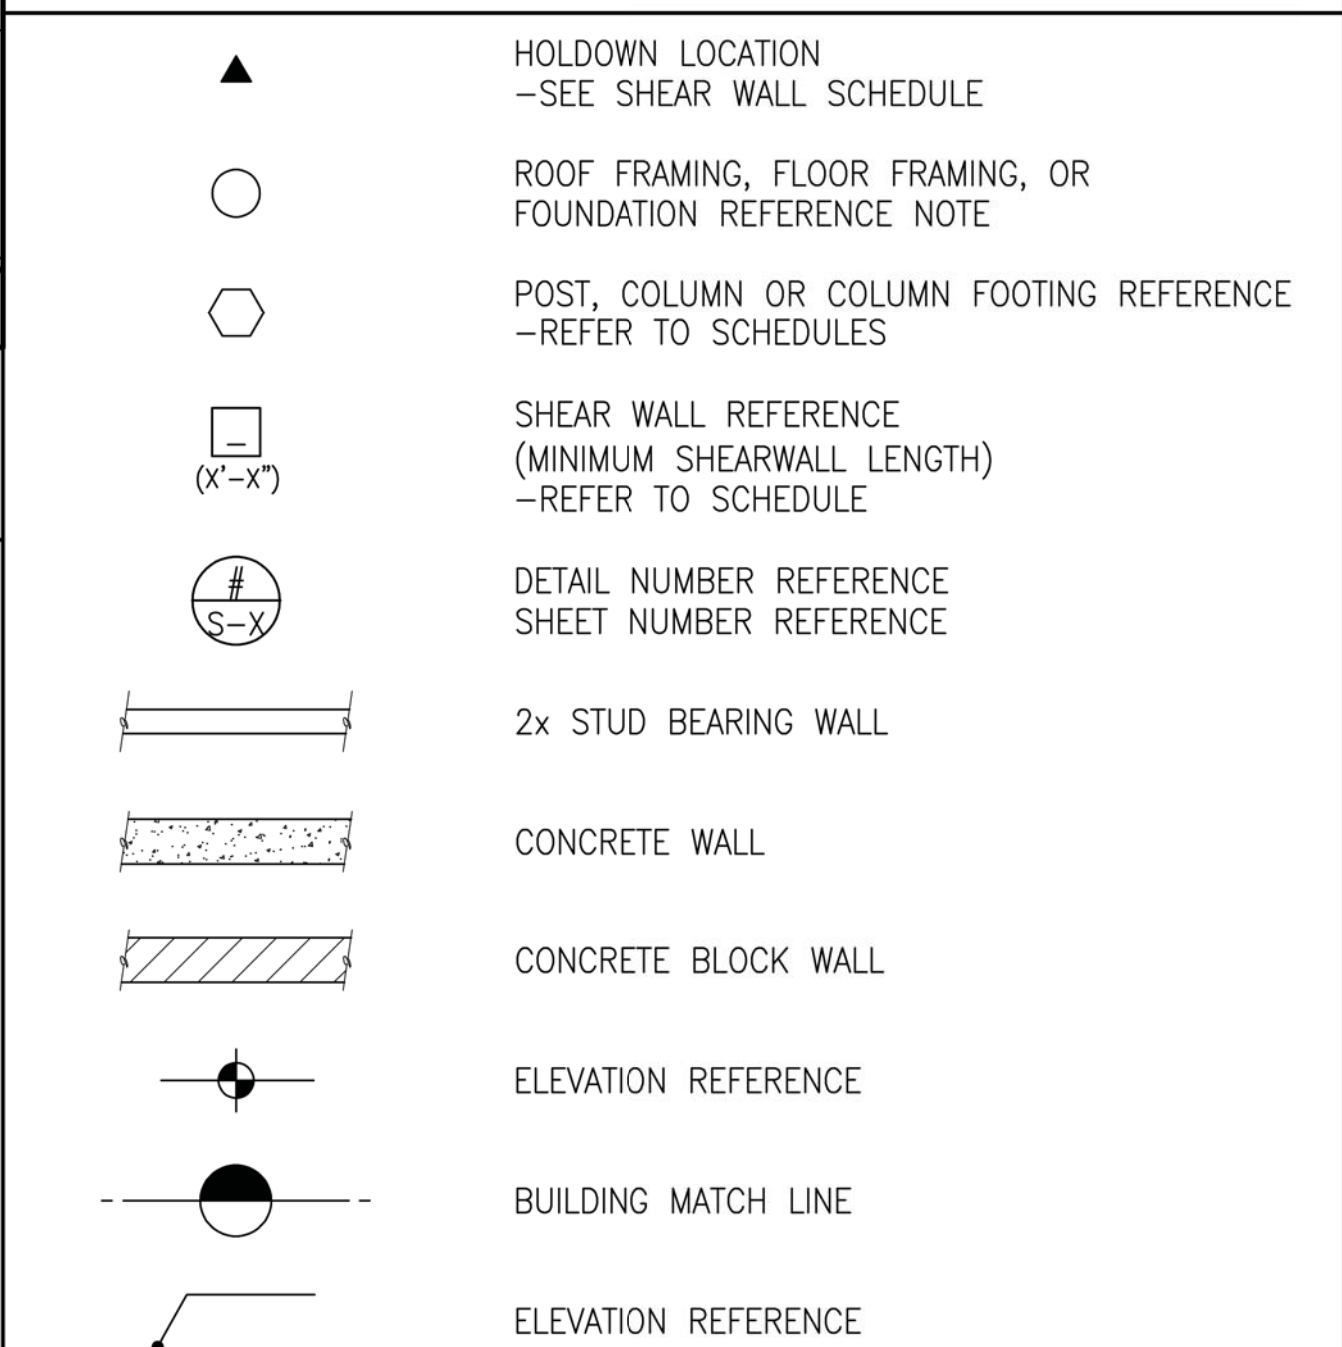 HOLDOWN LOCATION
-SEE SHEAR WALL SCHEDULE
ROOF FRAMING, FLOOR FRAMING, OR
FOUNDATION REFERENCE NOTE
POST, COLUMN OR COLUMN FOOTING REFERENCE
-REFER TO SCHEDULES
SHEAR WALL REFERENCE
_
(MINIMUM SHEARWALL LENGTH)
(X'-X")
-REFER TO SCHEDULE
#
DETAIL NUMBER REFERENCE
S-X
SHEET NUMBER REFERENCE
2x STUD BEARING WALL
CONCRETE WALL
CONCRETE BLOCK WALL
ELEVATION REFERENCE
BUILDING MATCH LINE
ELEVATION REFERENCE